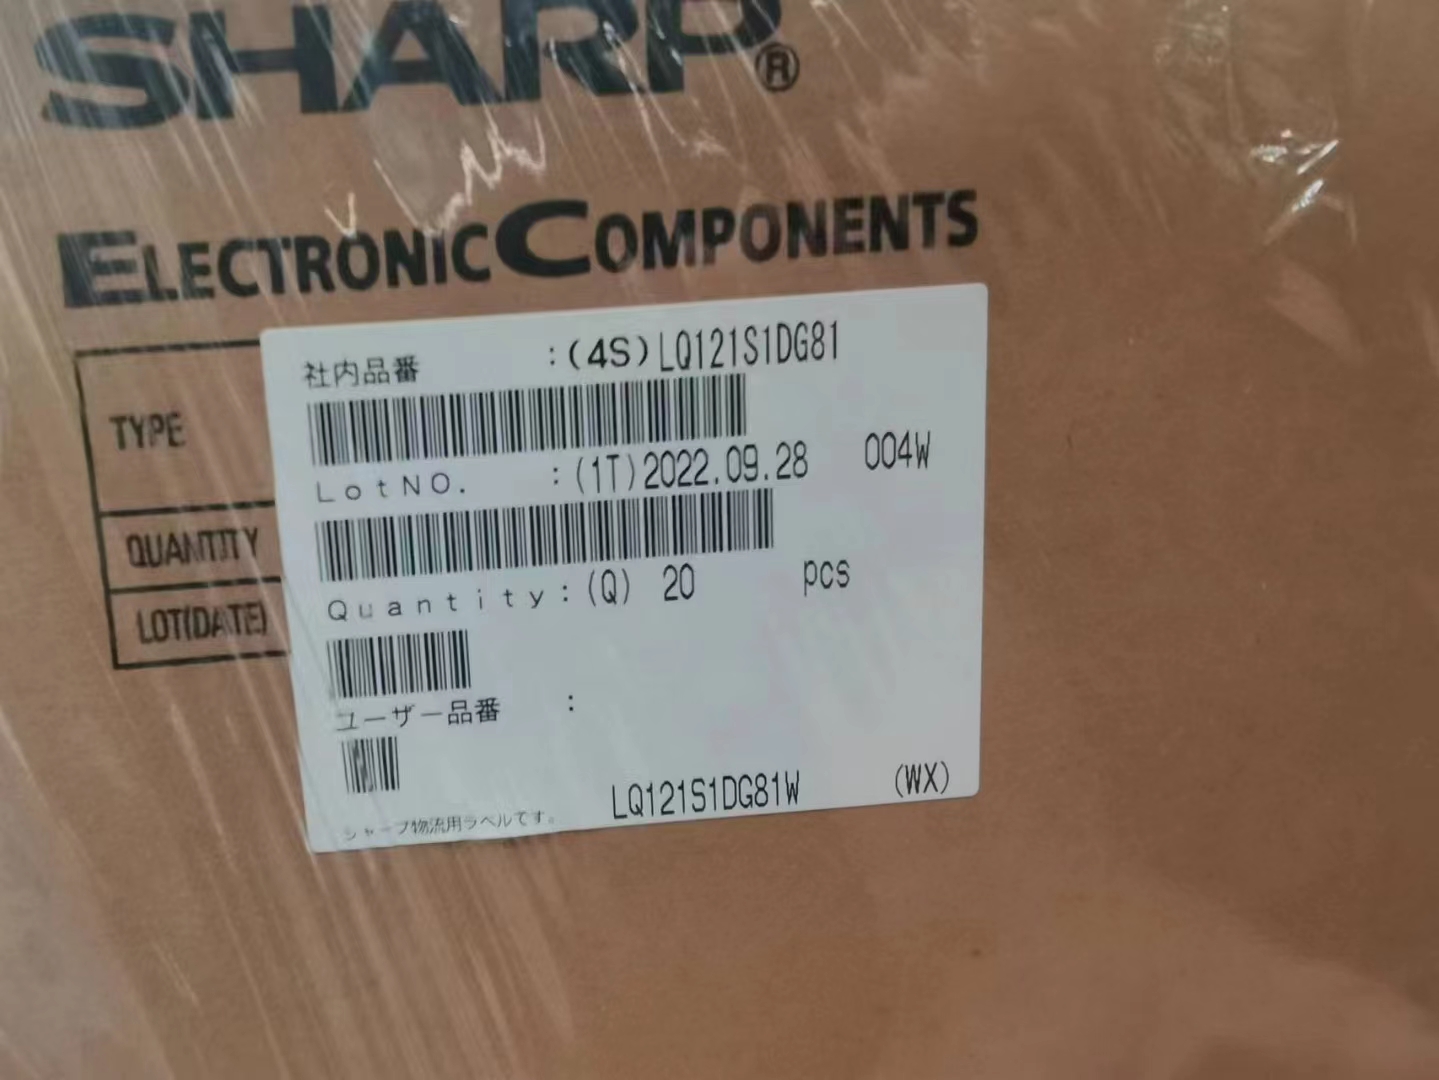 SHARP®
ELECTRONIC COMPONENTS
社内品番 :(4S)LQ121S1DG81
TYPE
LotNO. :(1T)2022.09.28 004W
QUANTITY
Quantity:(Q) 20 pcs
LOT(DATE)
ユーザー品番 :
LQ121S1DG81W (WX)
シャープ物流用ラベルです。